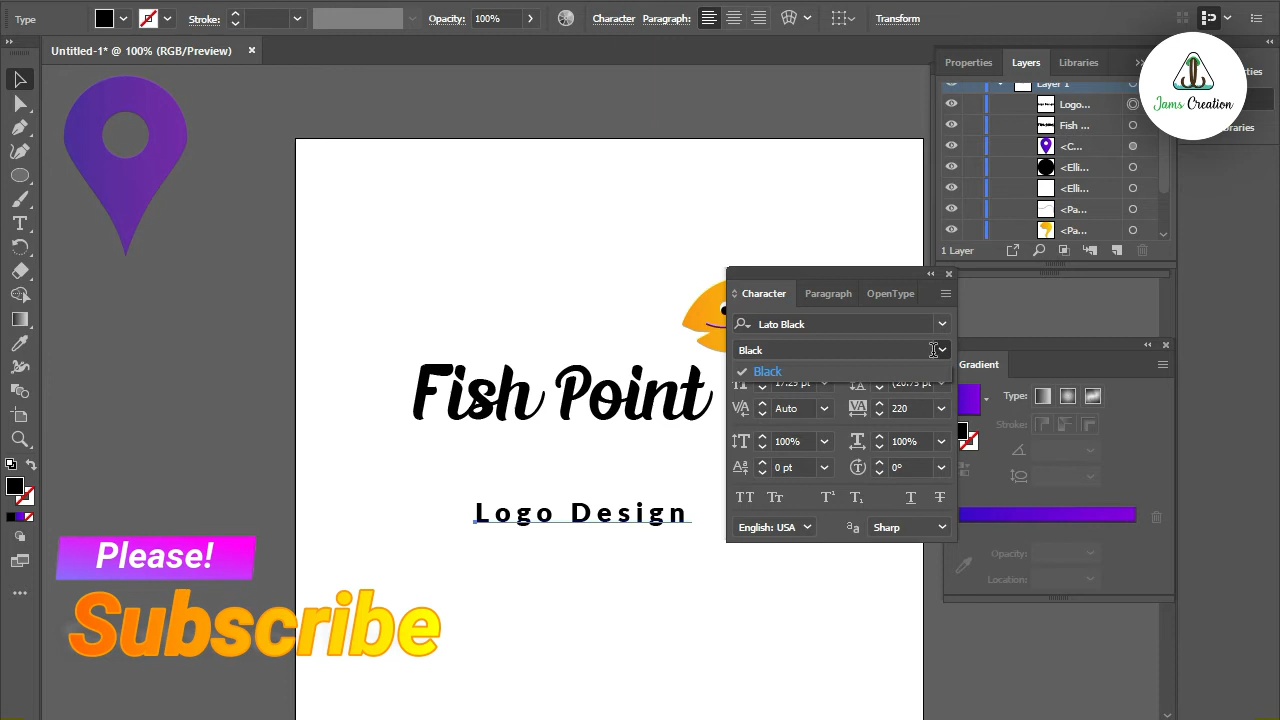 Type
Stroke:
Opacity: 100%
Character Paragraph:
Transform
Untitled-1* @ 100% (RGB/Preview)
Properties Layers Libraries
Layer 1
Logo...
Fish ...
<C...
<Elli...
<Elli...
<Pa...
<Pa...
1 Layer
Jams Creation
Character Paragraph OpenType
Lato Black
Black
Black
Auto 220
100% 100%
0 pt 0°
English: USA Sharp
Gradient
Type:
Stroke:
Opacity:
Location:
Fish Point
Logo Design
Please!
Subscribe